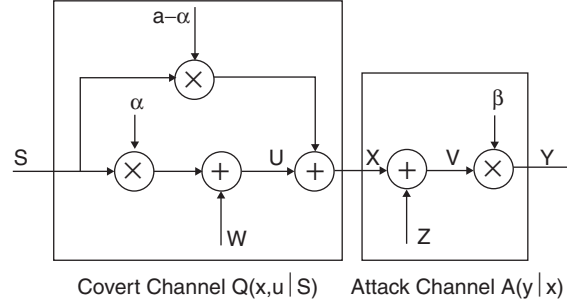 a–α
α
β
S
U
X
V
Y
W
Z
Covert Channel Q(x,u|S)
Attack Channel A(y|x)